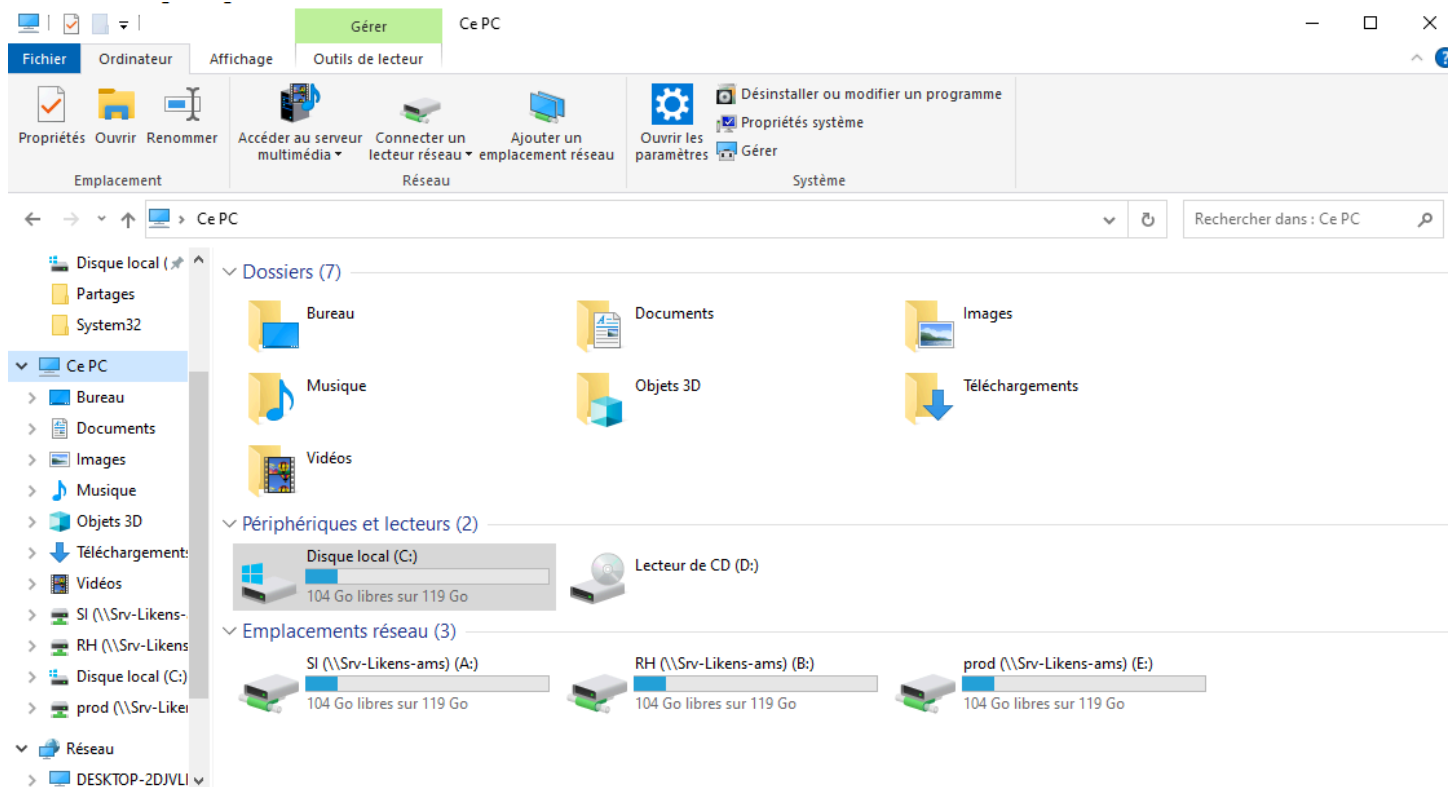 Gérer
Ce PC
Fichier
Ordinateur
Affichage
Outils de lecteur
Propriétés
Ouvrir
Renommer
Accéder au serveur
multimédia
Connecter un
lecteur réseau
Ajouter un
emplacement réseau
Ouvrir les
paramètres
Désinstaller ou modifier un programme
Propriétés système
Gérer
Emplacement
Réseau
Système
Ce PC
Rechercher dans : Ce PC
Disque local (
Partages
System32
Ce PC
Bureau
Documents
Images
Musique
Objets 3D
Téléchargements
Vidéos
SI (\\Srv-Likens-
RH (\\Srv-Likens
Disque local (C:)
prod (\\Srv-Liker
Réseau
DESKTOP-2DJVLI
Dossiers (7)
Bureau
Documents
Images
Musique
Objets 3D
Téléchargements
Vidéos
Périphériques et lecteurs (2)
Disque local (C:)
104 Go libres sur 119 Go
Lecteur de CD (D:)
Emplacements réseau (3)
SI (\\Srv-Likens-ams) (A:)
104 Go libres sur 119 Go
RH (\\Srv-Likens-ams) (B:)
104 Go libres sur 119 Go
prod (\\Srv-Likens-ams) (E:)
104 Go libres sur 119 Go